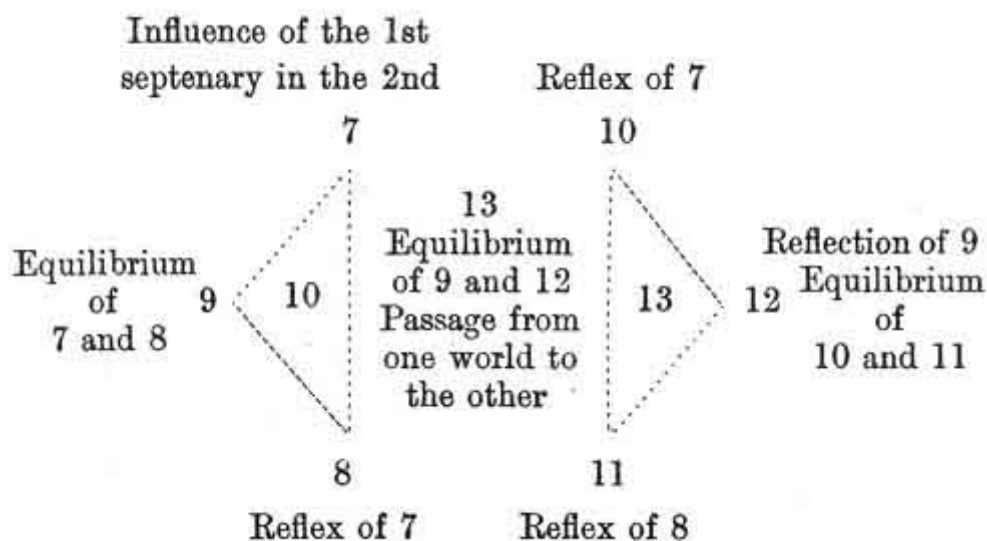 Influence of the 1st
septenary in the 2nd
7
Reflex of 7
10
Equilibrium
of
7 and 8
9
10
13
Equilibrium
of 9 and 12
Passage from
one world to
the other
13
12
Reflection of 9
Equilibrium
of
10 and 11
8
Reflex of 7
11
Reflex of 8